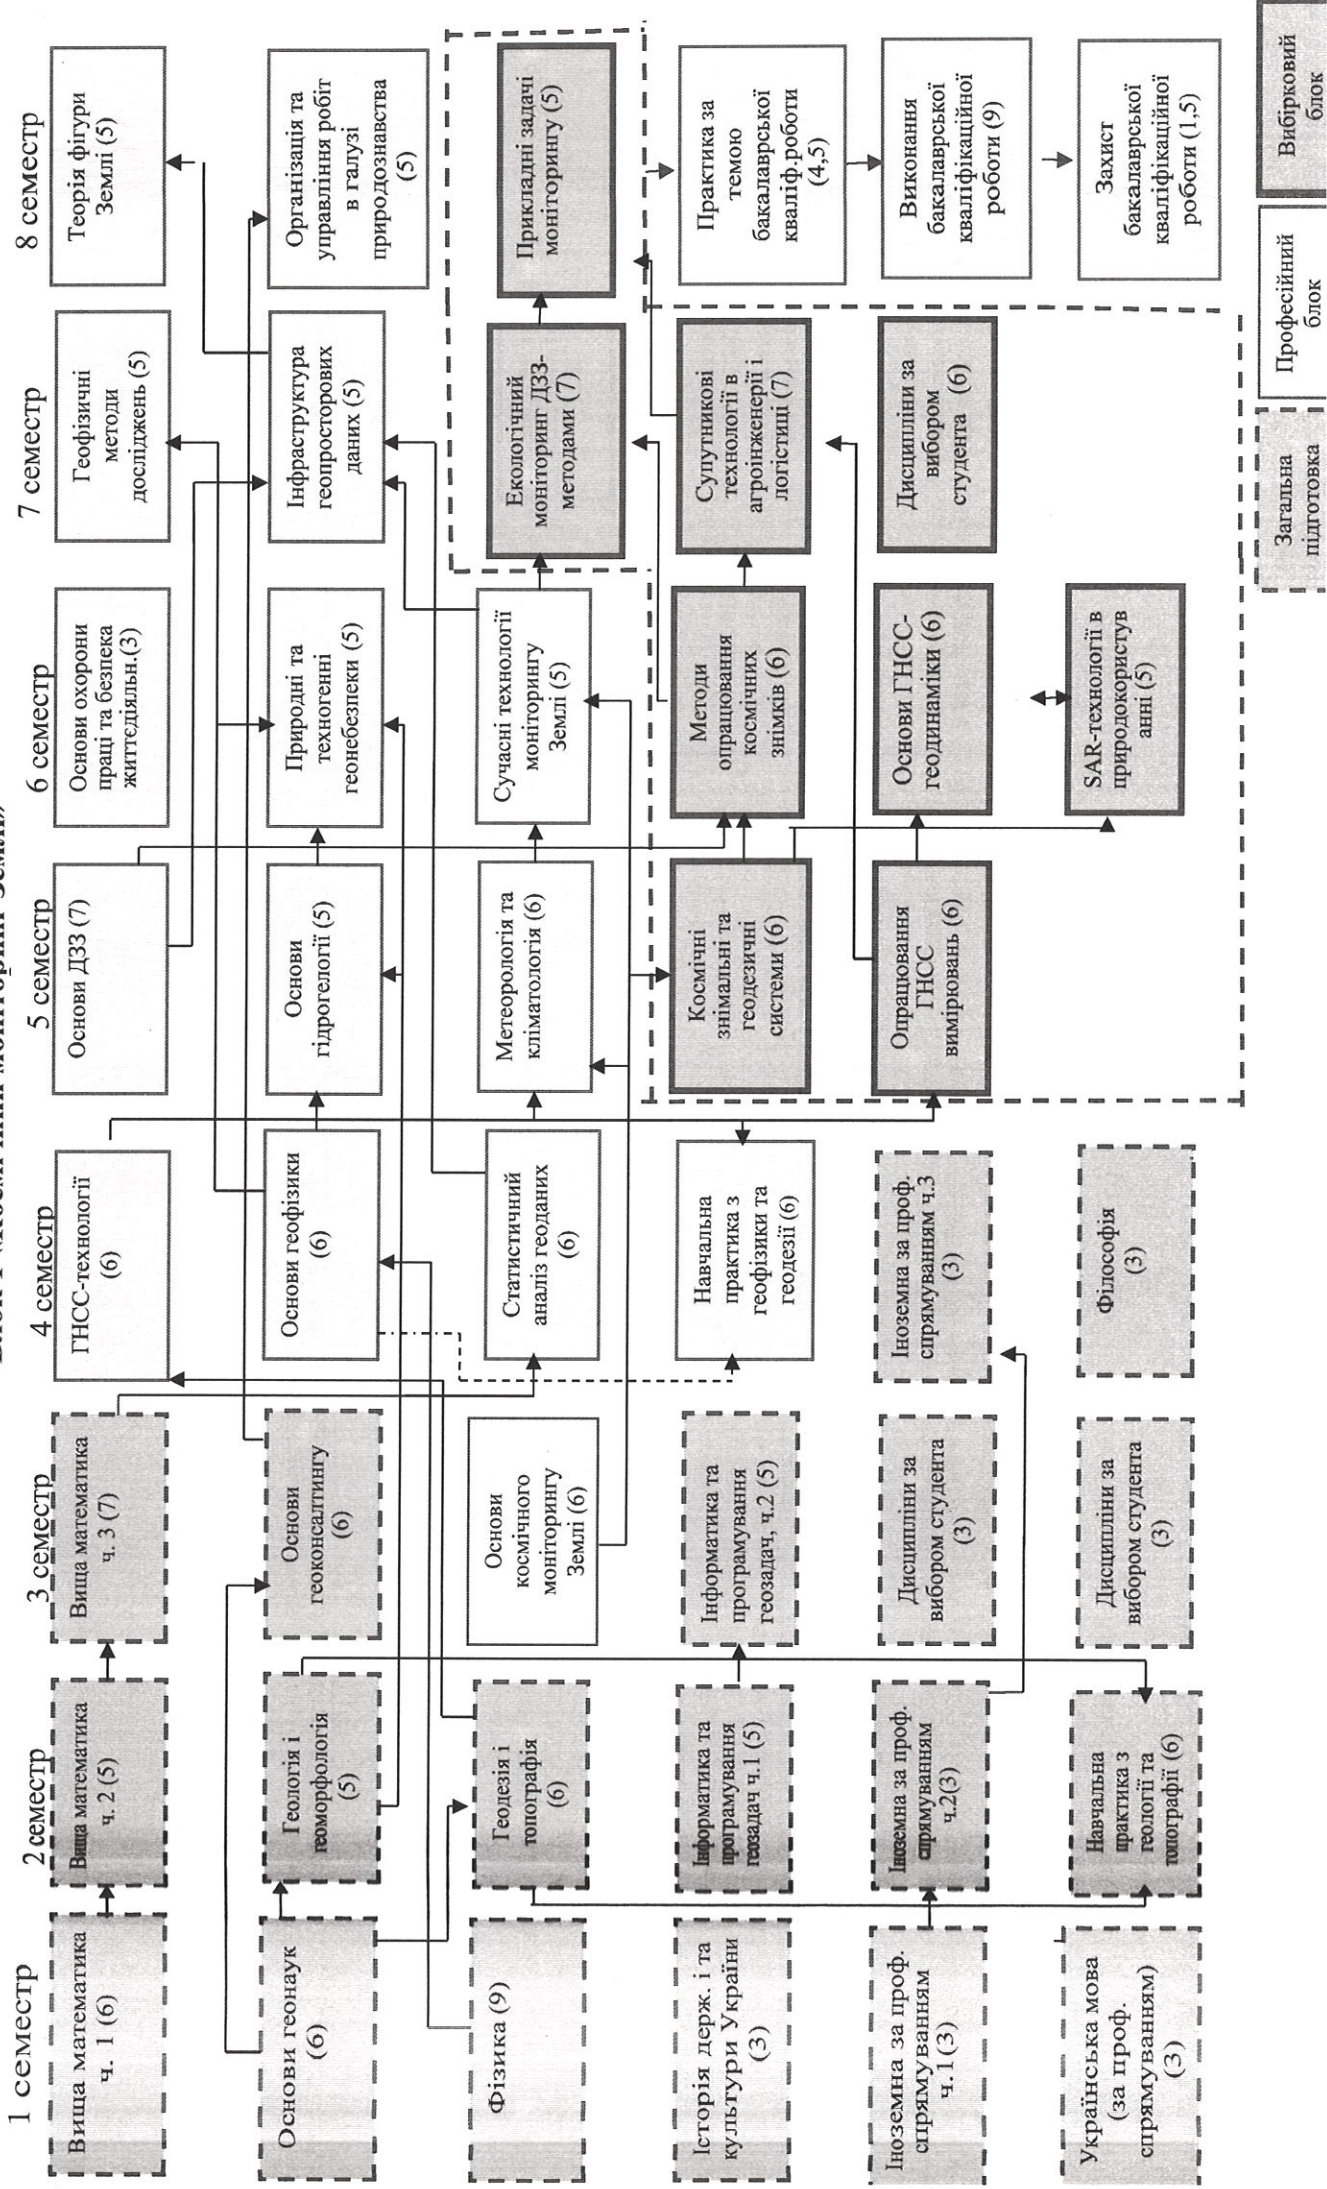 Блок 1 «Космічний моніторинг Землі»
1 семестр
Вища математика
ч. 1 (6)
Основи геонаук
(6)
Фізика (9)
Історія держ. і та
культури України
(3)
Іноземна за проф.
спрямуванням
ч.1 (3)
Українська мова
(за проф.
спрямуванням)
(3)
2 семестр
Вища математика
ч. 2 (5)
Геологія і
геоморфологія
(5)
Геодезія і
топографія
(6)
Інформатика та
програмування
геозадач ч.1 (5)
Іноземна за проф.
спрямуванням
ч.2(3)
Навчальна
практика з
геології та
топографії (6)
3 семестр
Вища математика
ч. 3 (7)
Основи
геоконсалтингу
(6)
Основи
космічного
моніторингу
Землі (6)
Інформатика та
програмування
геозадач, ч.2 (5)
Дисципліни за
вибором студента
(3)
Дисципліни за
вибором студента
(3)
4 семестр
ГНСС-технології
(6)
Основи геофізики
(6)
Статистичний
аналіз геоданих
(6)
Навчальна
практика з
геофізики та
геодезії (6)
Іноземна за проф.
спрямуванням ч.3
(3)
Філософія
(3)
5 семестр
Основи ДЗЗ (7)
Основи
гідрогелогії (5)
Метеорологія та
кліматологія (6)
Космічні
знімальні та
геодезичні
системи (6)
Опрацювання
ГНСС
вимірювань (6)
6 семестр
Основи охорони
праці та безпека
життєдіяльн.(3)
Природні та
техногенні
геонебезпеки (5)
Сучасні технології
моніторингу
Землі (5)
Методи
опрацювання
космічних
знімків (6)
Основи ГНСС-
геодинаміки (6)
SAR-технології в
природокористув
анні (5)
7 семестр
Геофізичні
методи
досліджень (5)
Інфраструктура
геопросторових
даних (5)
Екологічний
моніторинг ДЗЗ-
методами (7)
Супутникові
технології в
агроінженерії і
логістиці (7)
Дисципліни за
вибором
студента (6)
8 семестр
Теорія фігури
Землі (5)
Організація та
управління робіт
в галузі
природознавства
(5)
Прикладні задачі
моніторингу (5)
Практика за
темою
бакалаврської
кваліф.роботи
(4,5)
Виконання
бакалаврської
кваліфікаційної
роботи (9)
Захист
бакалаврської
кваліфікаційної
роботи (1,5)
Загальна
підготовка
Професійний
блок
Вибірковий
блок